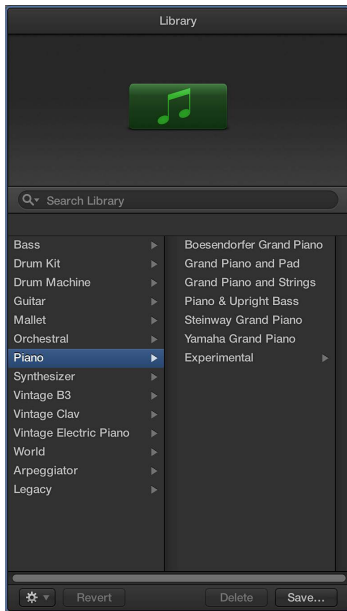 Library
Search Library
Bass
Drum Kit
Drum Machine
Guitar
Mallet
Orchestral
Piano
Synthesizer
Vintage B3
Vintage Clav
Vintage Electric Piano
World
Arpeggiator
Legacy
Boesendorfer Grand Piano
Grand Piano and Pad
Grand Piano and Strings
Piano & Upright Bass
Steinway Grand Piano
Yamaha Grand Piano
Experimental
Revert
Delete
Save...